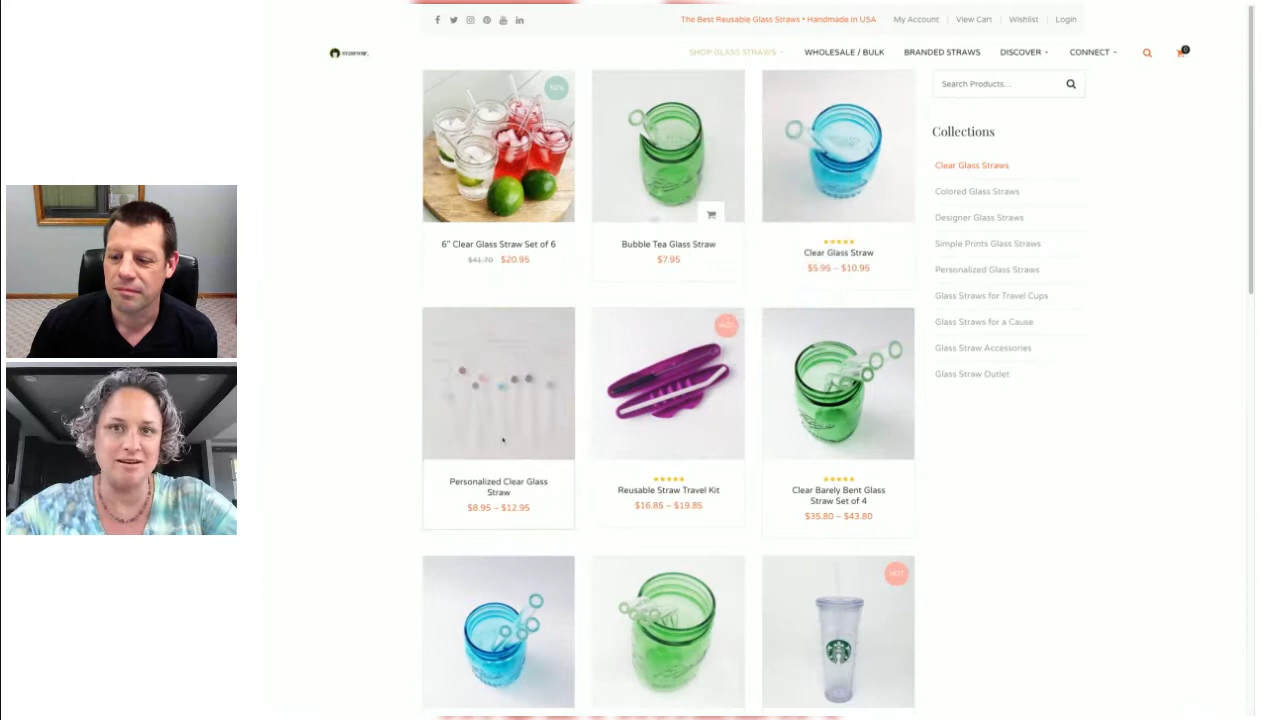 The Best Reusable Glass Straws • Handmade in USA
My Account
View Cart
Wishlist
Login
SHOP GLASS STRAWS
WHOLESALE / BULK
BRANDED STRAWS
DISCOVER
CONNECT
0
50%
6" Clear Glass Straw Set of 6
$41.70 $20.95
Bubble Tea Glass Straw
$7.95
Clear Glass Straw
$5.95 – $10.95
Search Products...
Collections
Clear Glass Straws
Colored Glass Straws
Designer Glass Straws
Simple Prints Glass Straws
Personalized Glass Straws
Glass Straws for Travel Cups
Glass Straws for a Cause
Glass Straw Accessories
Glass Straw Outlet
Personalized Clear Glass
Straw
$8.95 – $12.95
HOT
Reusable Straw Travel Kit
$16.85 – $19.85
Clear Barely Bent Glass
Straw Set of 4
$35.80 – $43.80
HOT